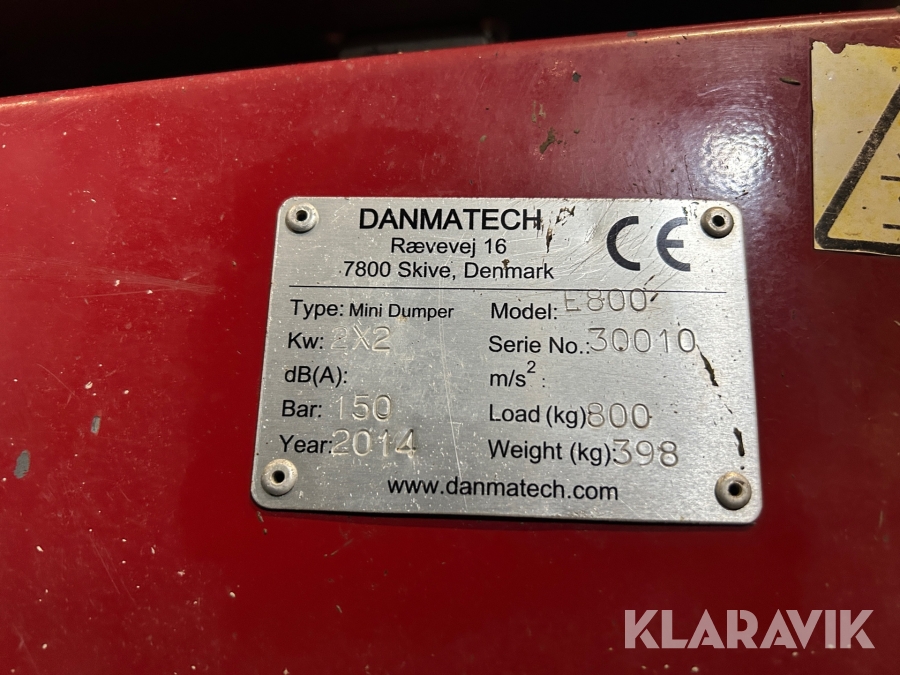 DANMATECH
Rævevej 16
7800 Skive, Denmark
CE
Type: Mini Dumper
Model: E800
Kw: 2X2
Serie No.: 30010
dB(A):
m/s²:
Bar: 150
Load (kg) 800
Year: 2014
Weight (kg): 398
www.danmatech.com
KLARAVIK